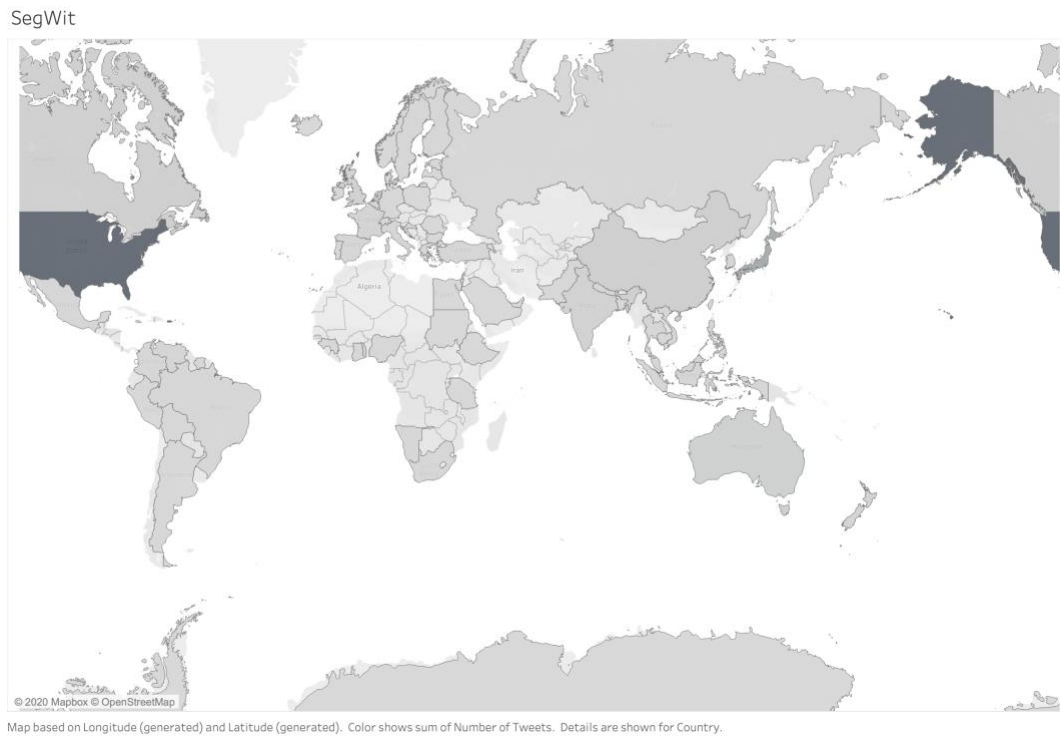 SegWit
Iran
Algeria
© 2020 Mapbox © OpenStreetMap
Map based on Longitude (generated) and Latitude (generated). Color shows sum of Number of Tweets. Details are shown for Country.